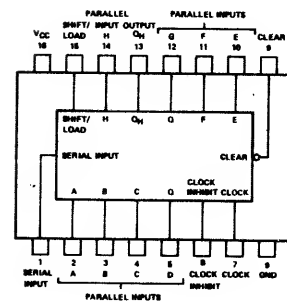 PARALLEL
SHIFT/ INPUT OUTPUT PARALLEL INPUTS
VCC LOAD H QH G F E CLEAR
16 15 14 13 12 11 10 9
SHIFT/ H QH G F E
LOAD
SERIAL INPUT CLEAR
CLOCK
A B C D INHIBIT CLOCK
1 2 3 4 5 6 7 8
SERIAL A B C D CLOCK CLOCK GND
INPUT INHIBIT
PARALLEL INPUTS